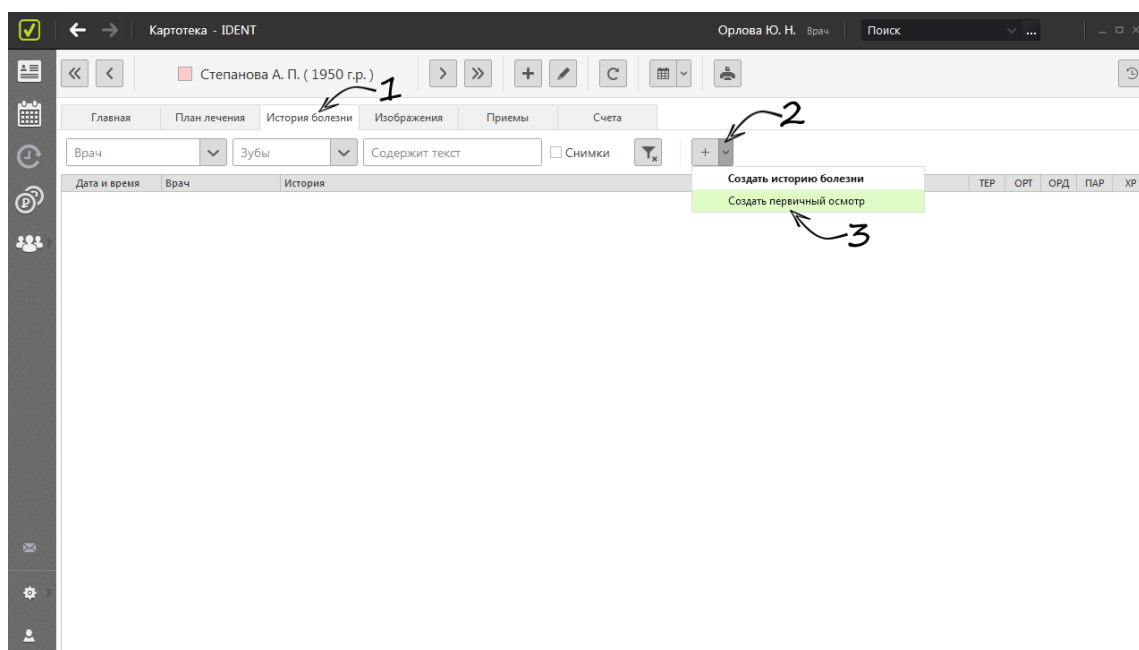 Картотека - IDENT
Орлова Ю. Н. Врач
Поиск
...
Степанова А. П. ( 1950 г.р. )
1
2
Главная План лечения История болезни Изображения Приемы Счета
Врач Зубы Содержит текст Снимки
Дата и время Врач История ТЕР ОРТ ОРД ПАР ХР
Создать историю болезни
Создать первичный осмотр
3